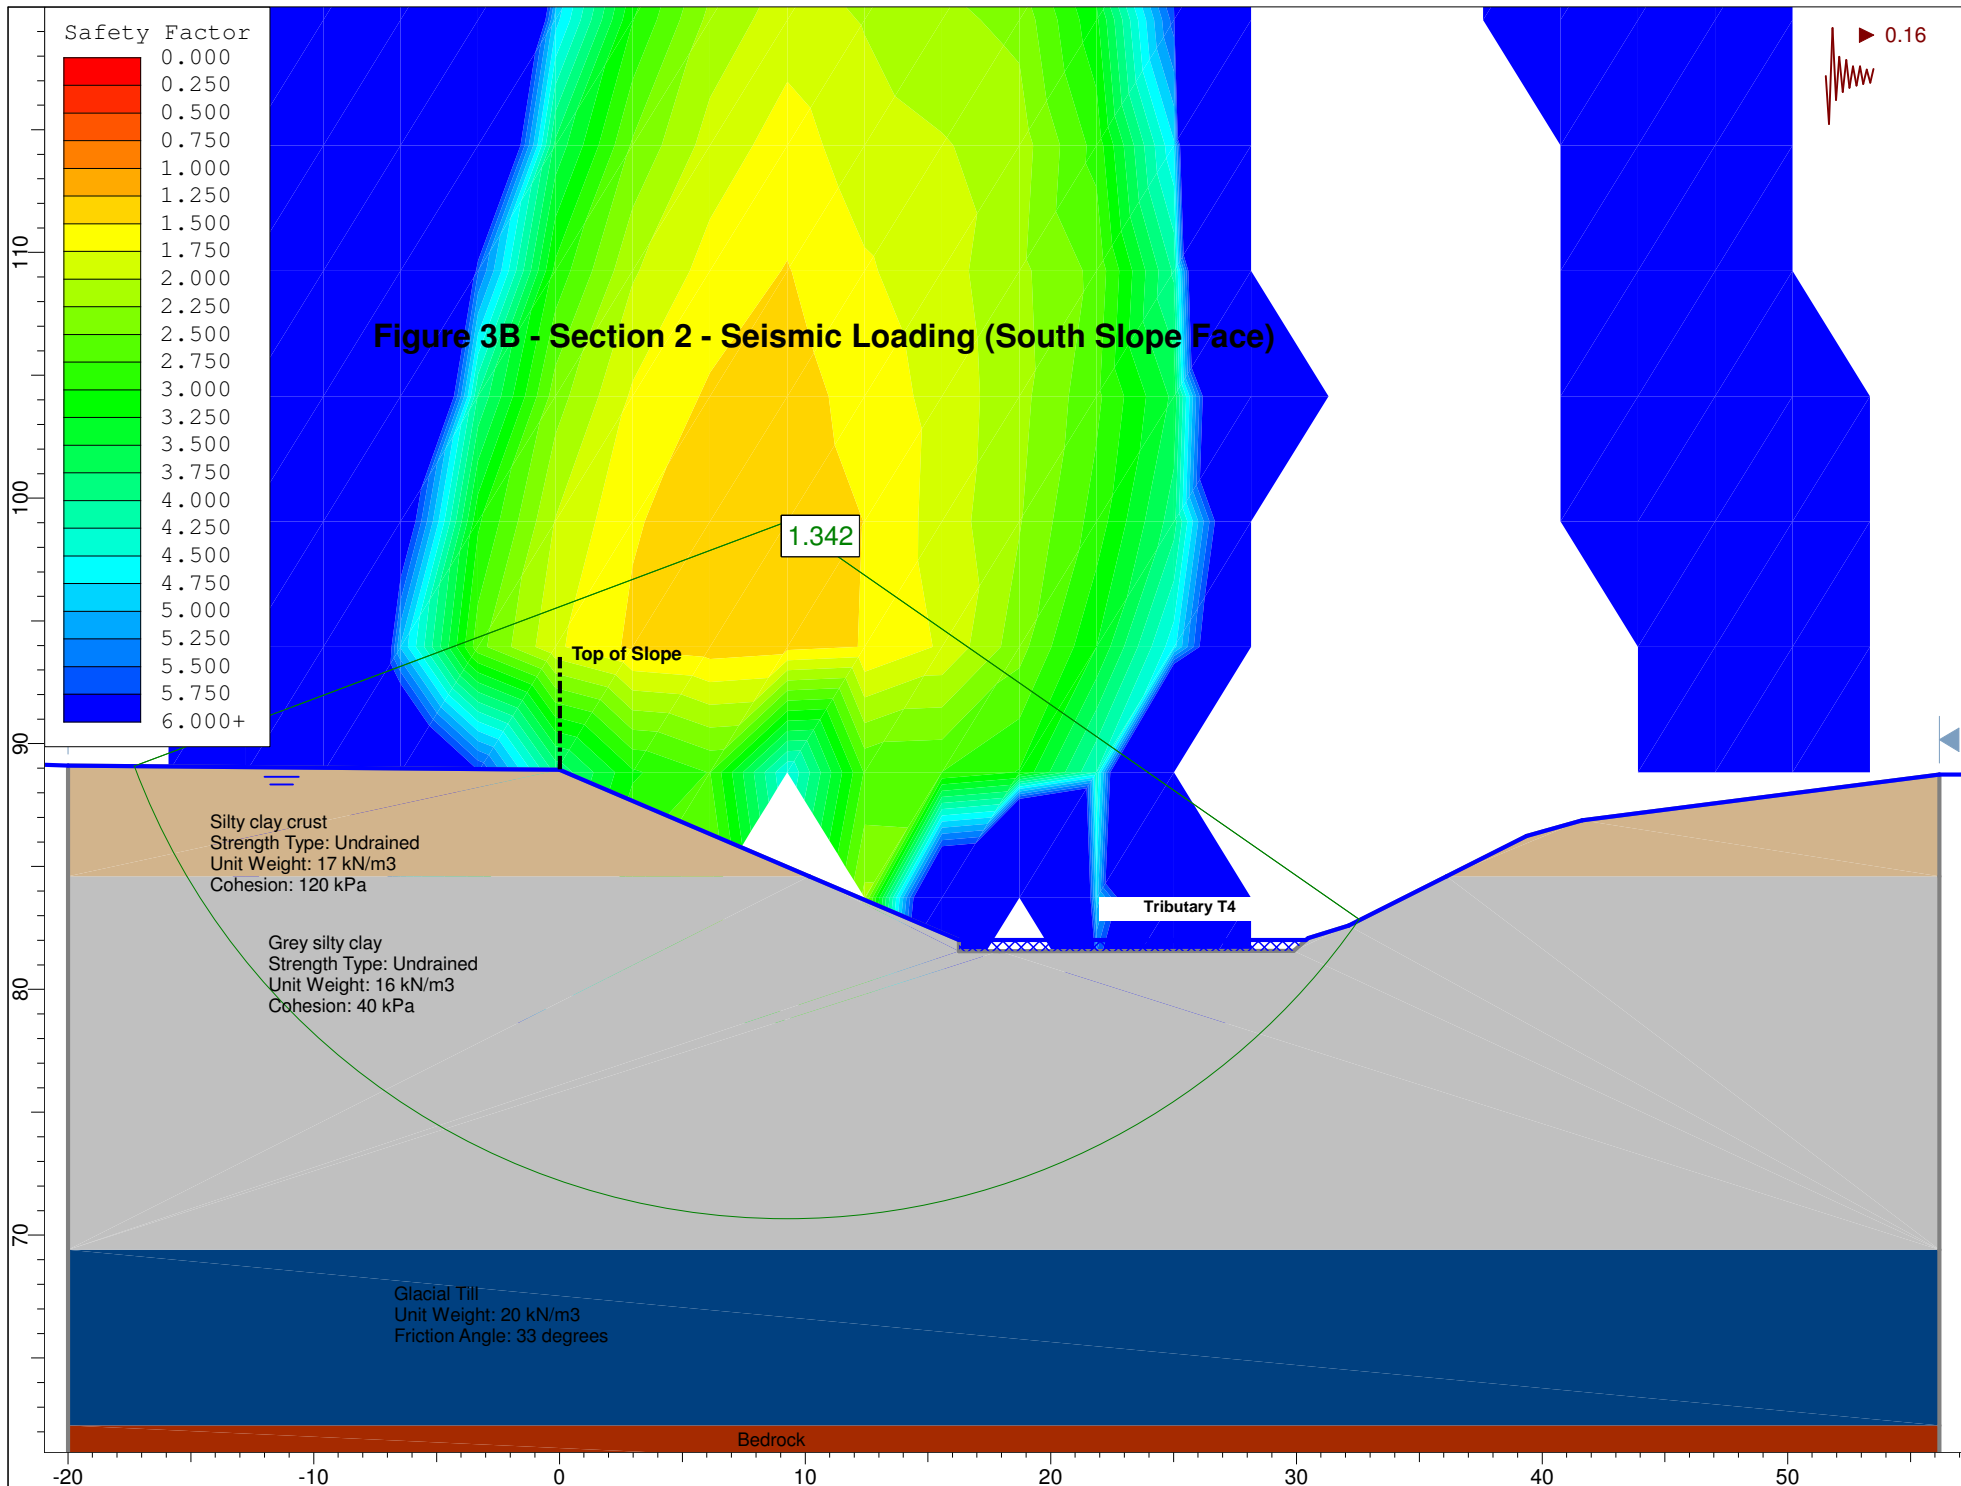 Safety Factor
0.000
0.250
0.500
0.750
1.000
1.250
1.500
1.750
2.000
2.250
2.500
2.750
3.000
3.250
3.500
3.750
4.000
4.250
4.500
4.750
5.000
5.250
5.500
5.750
6.000+
0.16
Figure 3B - Section 2 - Seismic Loading (South Slope Face)
1.342
Top of Slope
Silty clay crust
Strength Type: Undrained
Unit Weight: 17 kN/m3
Cohesion: 120 kPa
Tributary T4
Grey silty clay
Strength Type: Undrained
Unit Weight: 16 kN/m3
Cohesion: 40 kPa
Glacial Till
Unit Weight: 20 kN/m3
Friction Angle: 33 degrees
Bedrock
110
100
90
80
70
-20
-10
0
10
20
30
40
50